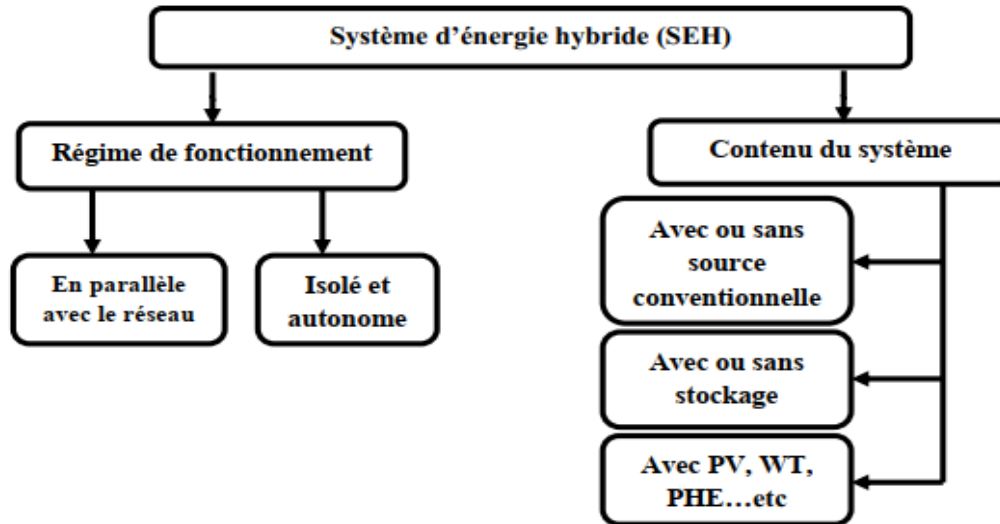 Système d’énergie hybride (SEH)
Régime de fonctionnement
Contenu du système
En parallèle
avec le réseau
Isolé et
autonome
Avec ou sans
source
conventionnelle
Avec ou sans
stockage
Avec PV, WT,
PHE…etc